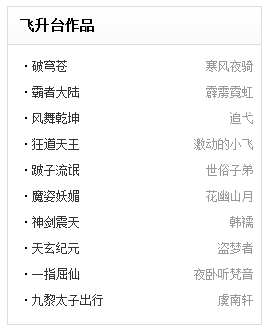 飞升台作品
·破穹苍 寒风夜骑
·霸者大陆 霹雳霓虹
·风舞乾坤 追弋
·狂道天王 激动的小飞
·跛子流氓 世俗子弟
·魔姿妖媚 花幽山月
·神剑震天 韩襦
·天玄纪元 盗梦者
·一指屈仙 夜卧听梵音
·九黎太子出行 虔南轩